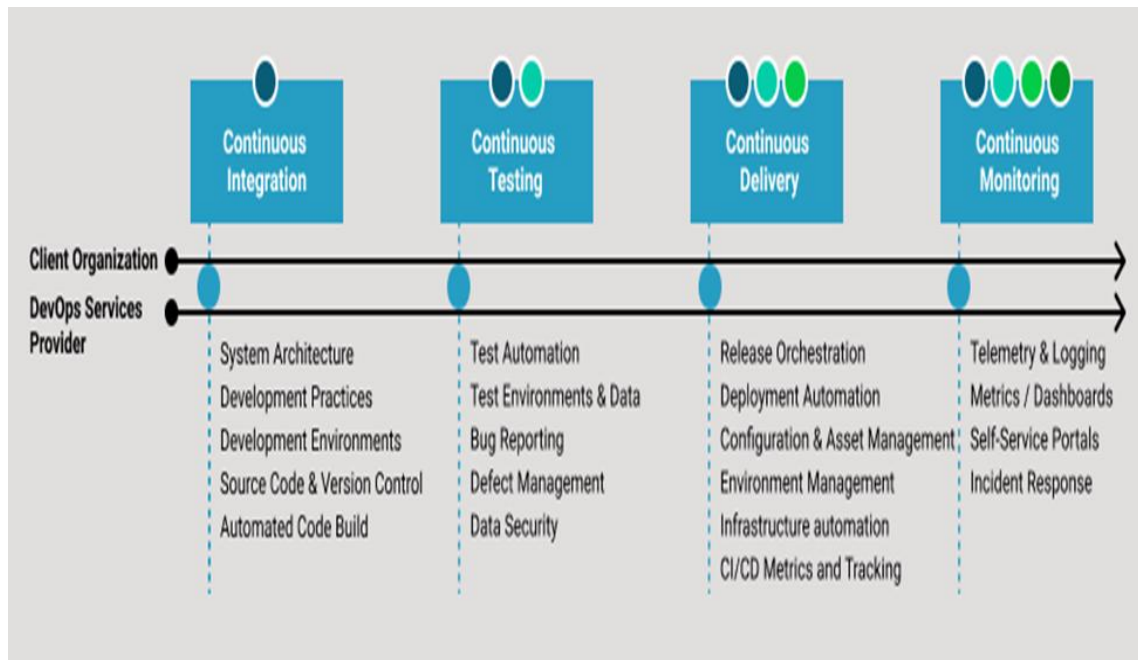 Continuous
Integration
Continuous
Testing
Continuous
Delivery
Continuous
Monitoring
Client Organization
DevOps Services
Provider
System Architecture
Development Practices
Development Environments
Source Code & Version Control
Automated Code Build
Test Automation
Test Environments & Data
Bug Reporting
Defect Management
Data Security
Release Orchestration
Deployment Automation
Configuration & Asset Management
Environment Management
Infrastructure automation
CI/CD Metrics and Tracking
Telemetry & Logging
Metrics / Dashboards
Self-Service Portals
Incident Response